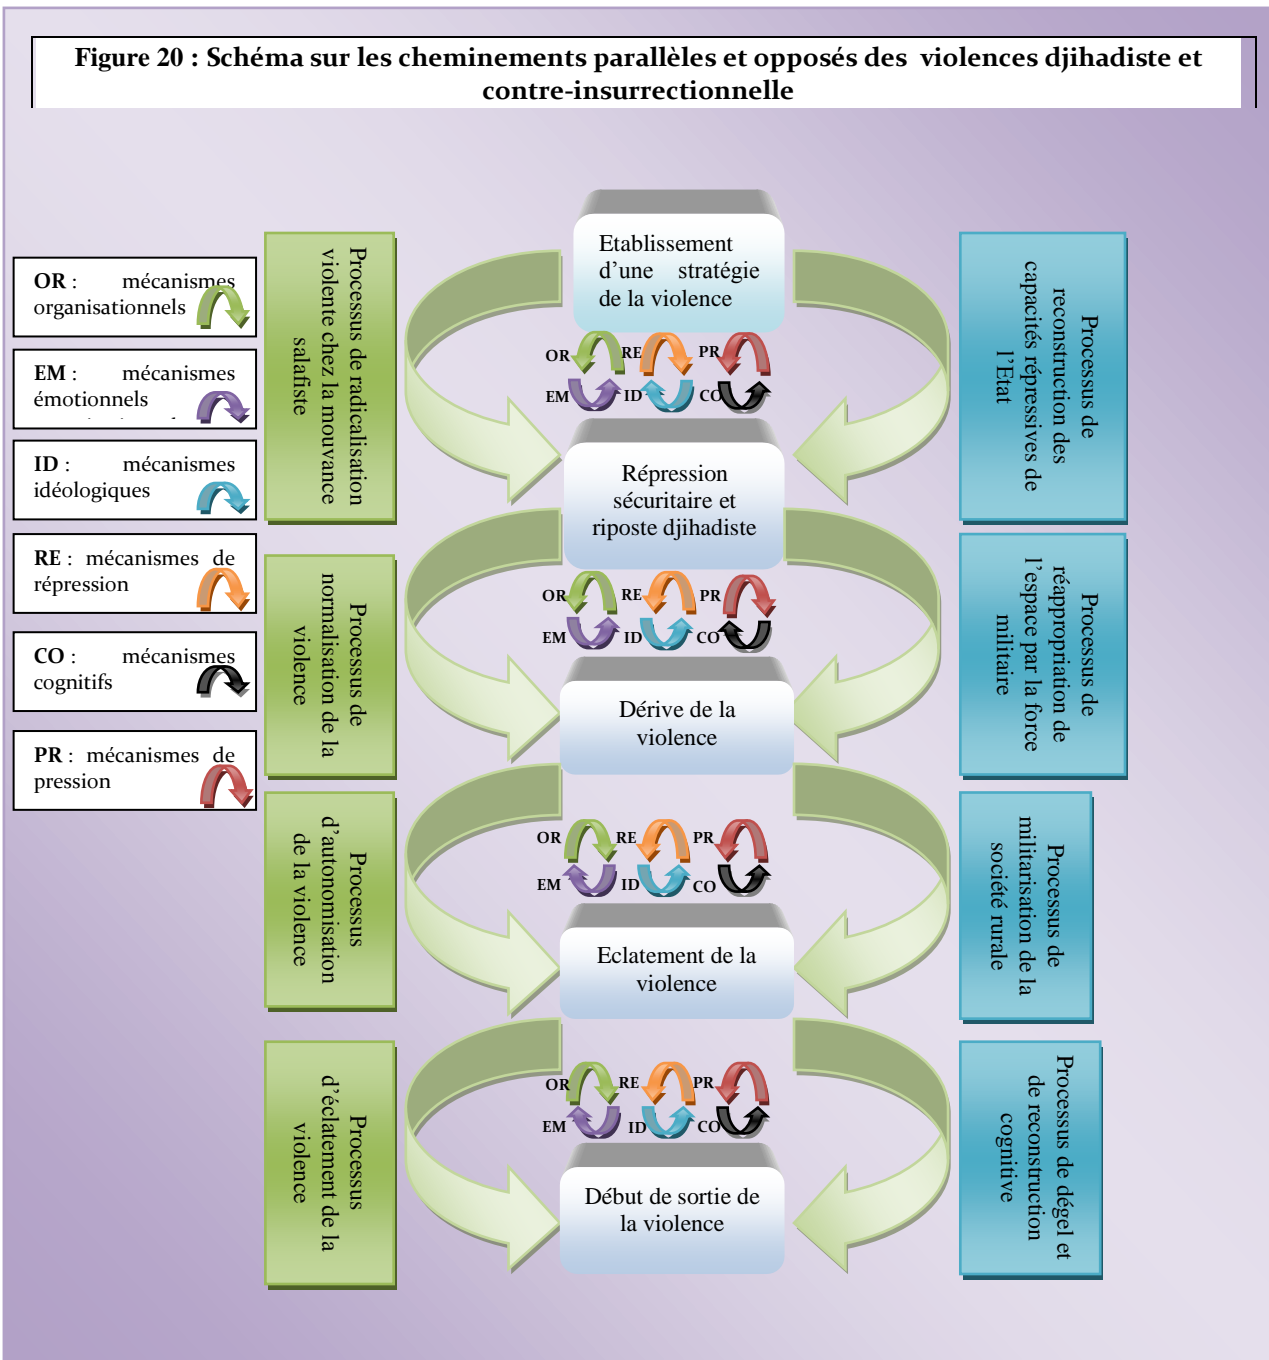 Figure 20 : Schéma sur les cheminements parallèles et opposés des violences djihadiste et
contre-insurrectionnelle
OR : mécanismes
organisationnels
EM : mécanismes
émotionnels
ID : mécanismes
idéologiques
RE : mécanismes de
répression
CO : mécanismes
cognitifs
PR : mécanismes de
pression
Processus de radicalisation
violente chez la mouvance
salafiste
Processus de
normalisation de la
violence
Processus
d'autonomisation
de la violence
Processus
d'éclatement de la
violence
Etablissement
d'une stratégie
de la violence
OR RE PR
EM ID CO
Répression
sécuritaire et
riposte djihadiste
OR RE PR
EM ID CO
Dérive de la
violence
OR RE PR
EM ID CO
Eclatement de la
violence
OR RE PR
EM ID CO
Début de sortie de
la violence
Processus de
reconstruction des
capacités répressives de
l'Etat
Processus de
réappropriation de
l'espace par la force
militaire
Processus de
militarisation de la
société rurale
Processus de dégel et
de reconstruction
cognitive